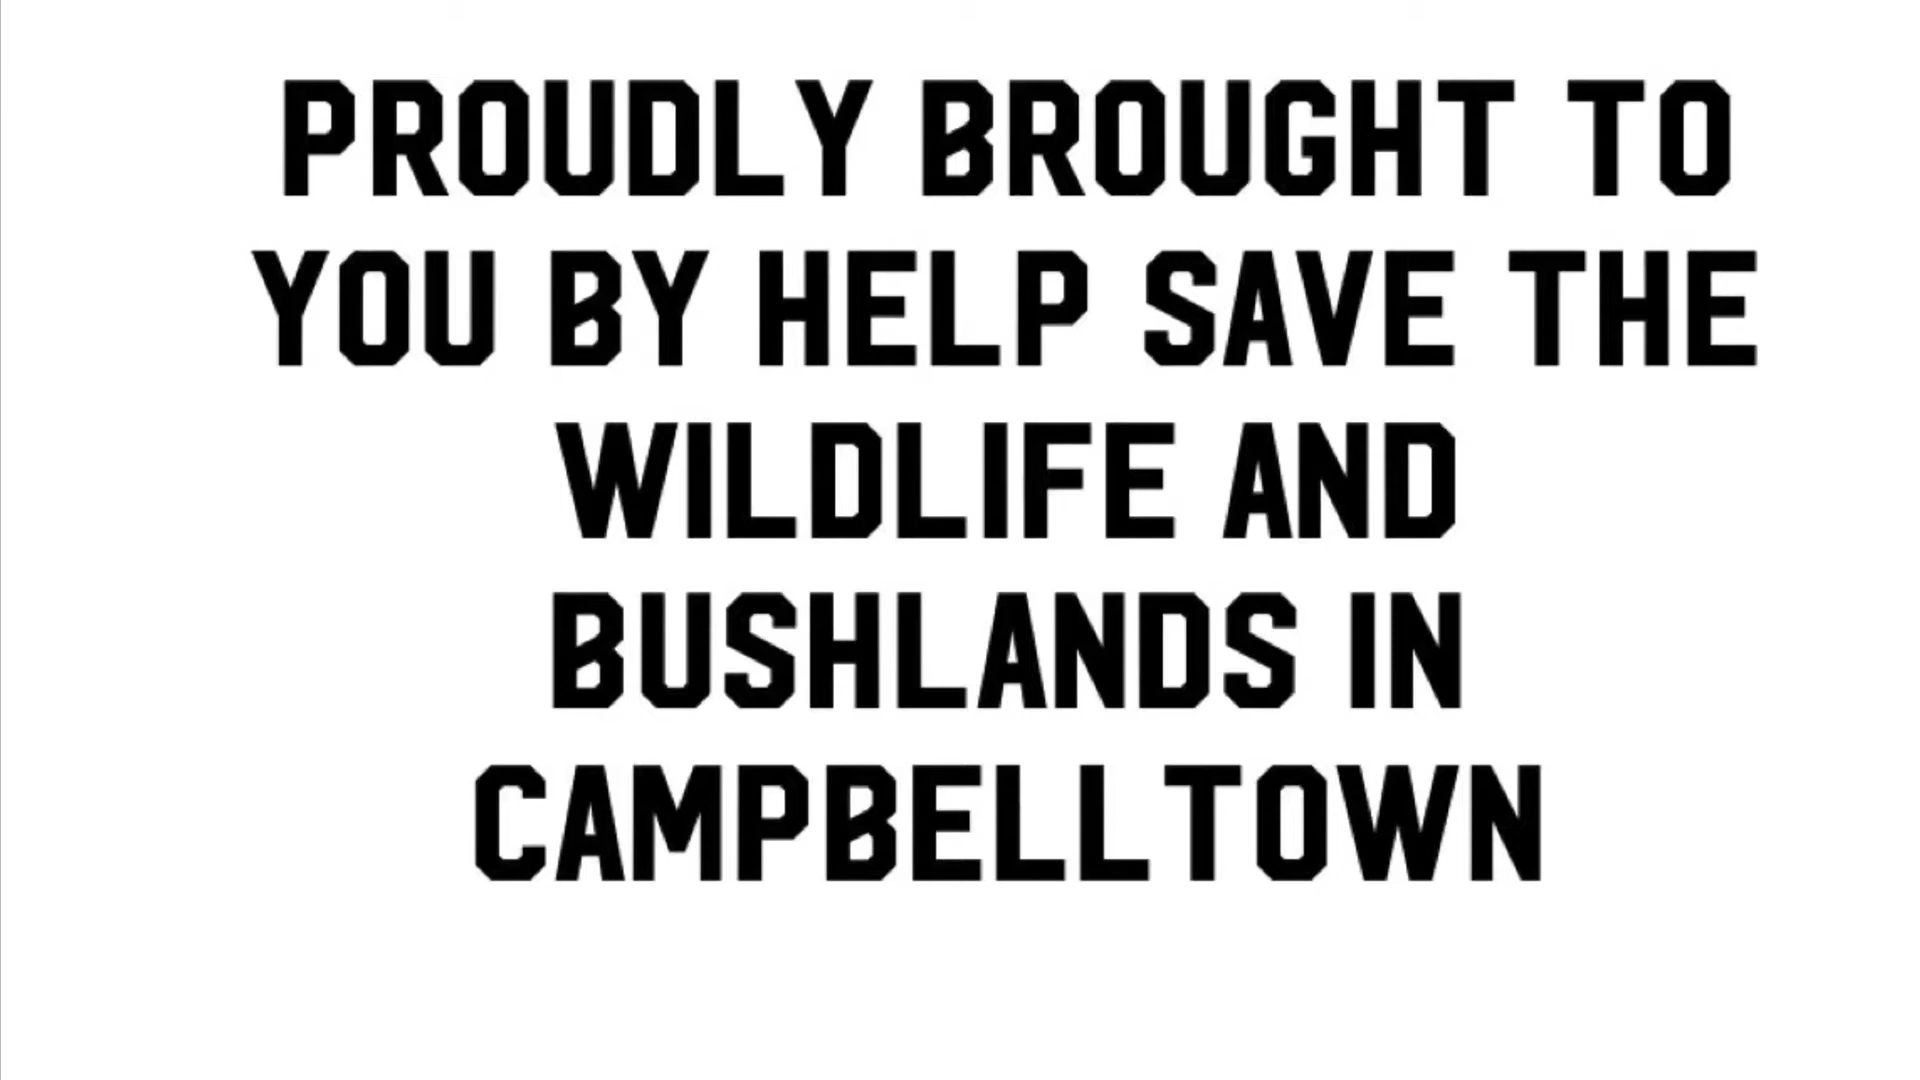 PROUDLY BROUGHT TO
YOU BY HELP SAVE THE
WILDLIFE AND
BUSHLANDS IN
CAMPBELLTOWN